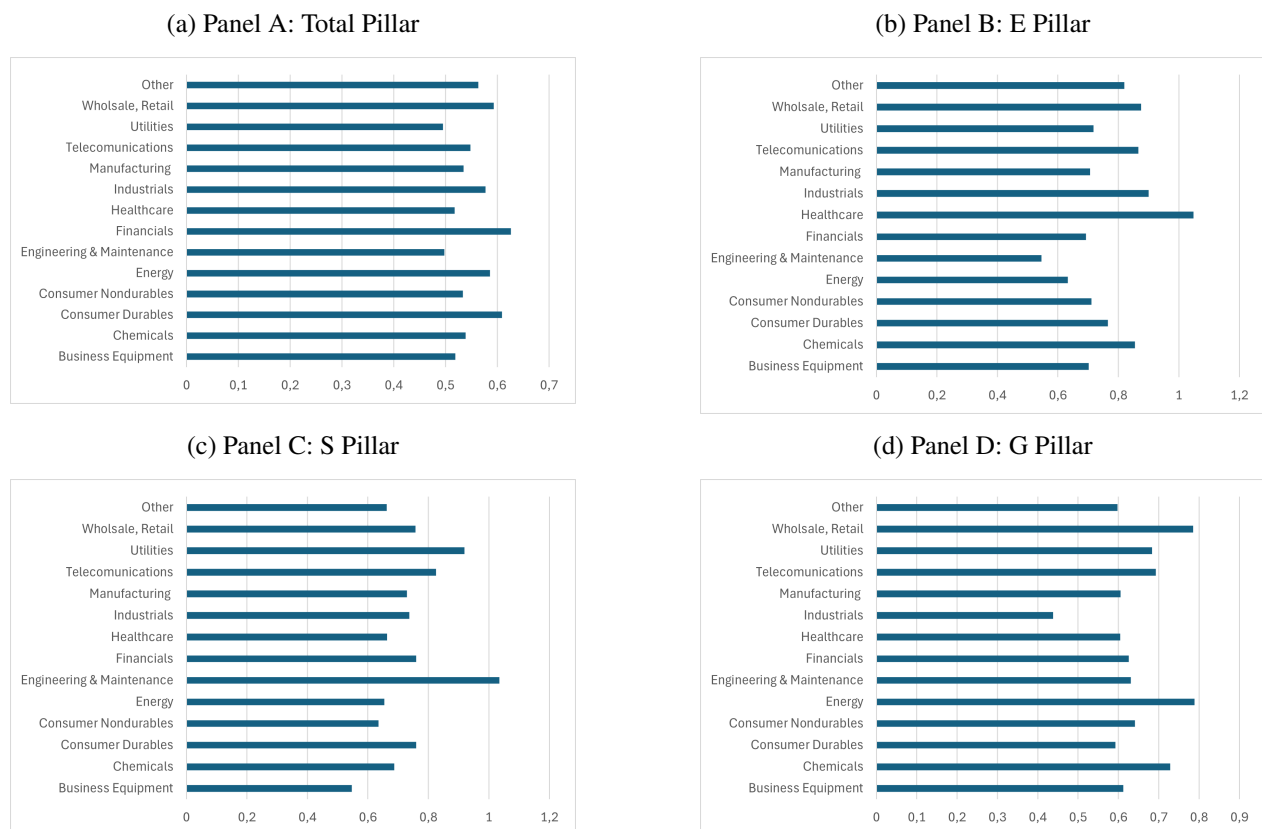 (a) Panel A: Total Pillar
Other
Wholsale, Retail
Utilities
Telecomunications
Manufacturing
Industrials
Healthcare
Financials
Engineering & Maintenance
Energy
Consumer Nondurables
Consumer Durables
Chemicals
Business Equipment
0 0,1 0,2 0,3 0,4 0,5 0,6 0,7
(b) Panel B: E Pillar
Other
Wholsale, Retail
Utilities
Telecomunications
Manufacturing
Industrials
Healthcare
Financials
Engineering & Maintenance
Energy
Consumer Nondurables
Consumer Durables
Chemicals
Business Equipment
0 0,2 0,4 0,6 0,8 1 1,2
(c) Panel C: S Pillar
Other
Wholsale, Retail
Utilities
Telecomunications
Manufacturing
Industrials
Healthcare
Financials
Engineering & Maintenance
Energy
Consumer Nondurables
Consumer Durables
Chemicals
Business Equipment
0 0,2 0,4 0,6 0,8 1 1,2
(d) Panel D: G Pillar
Other
Wholsale, Retail
Utilities
Telecomunications
Manufacturing
Industrials
Healthcare
Financials
Engineering & Maintenance
Energy
Consumer Nondurables
Consumer Durables
Chemicals
Business Equipment
0 0,1 0,2 0,3 0,4 0,5 0,6 0,7 0,8 0,9